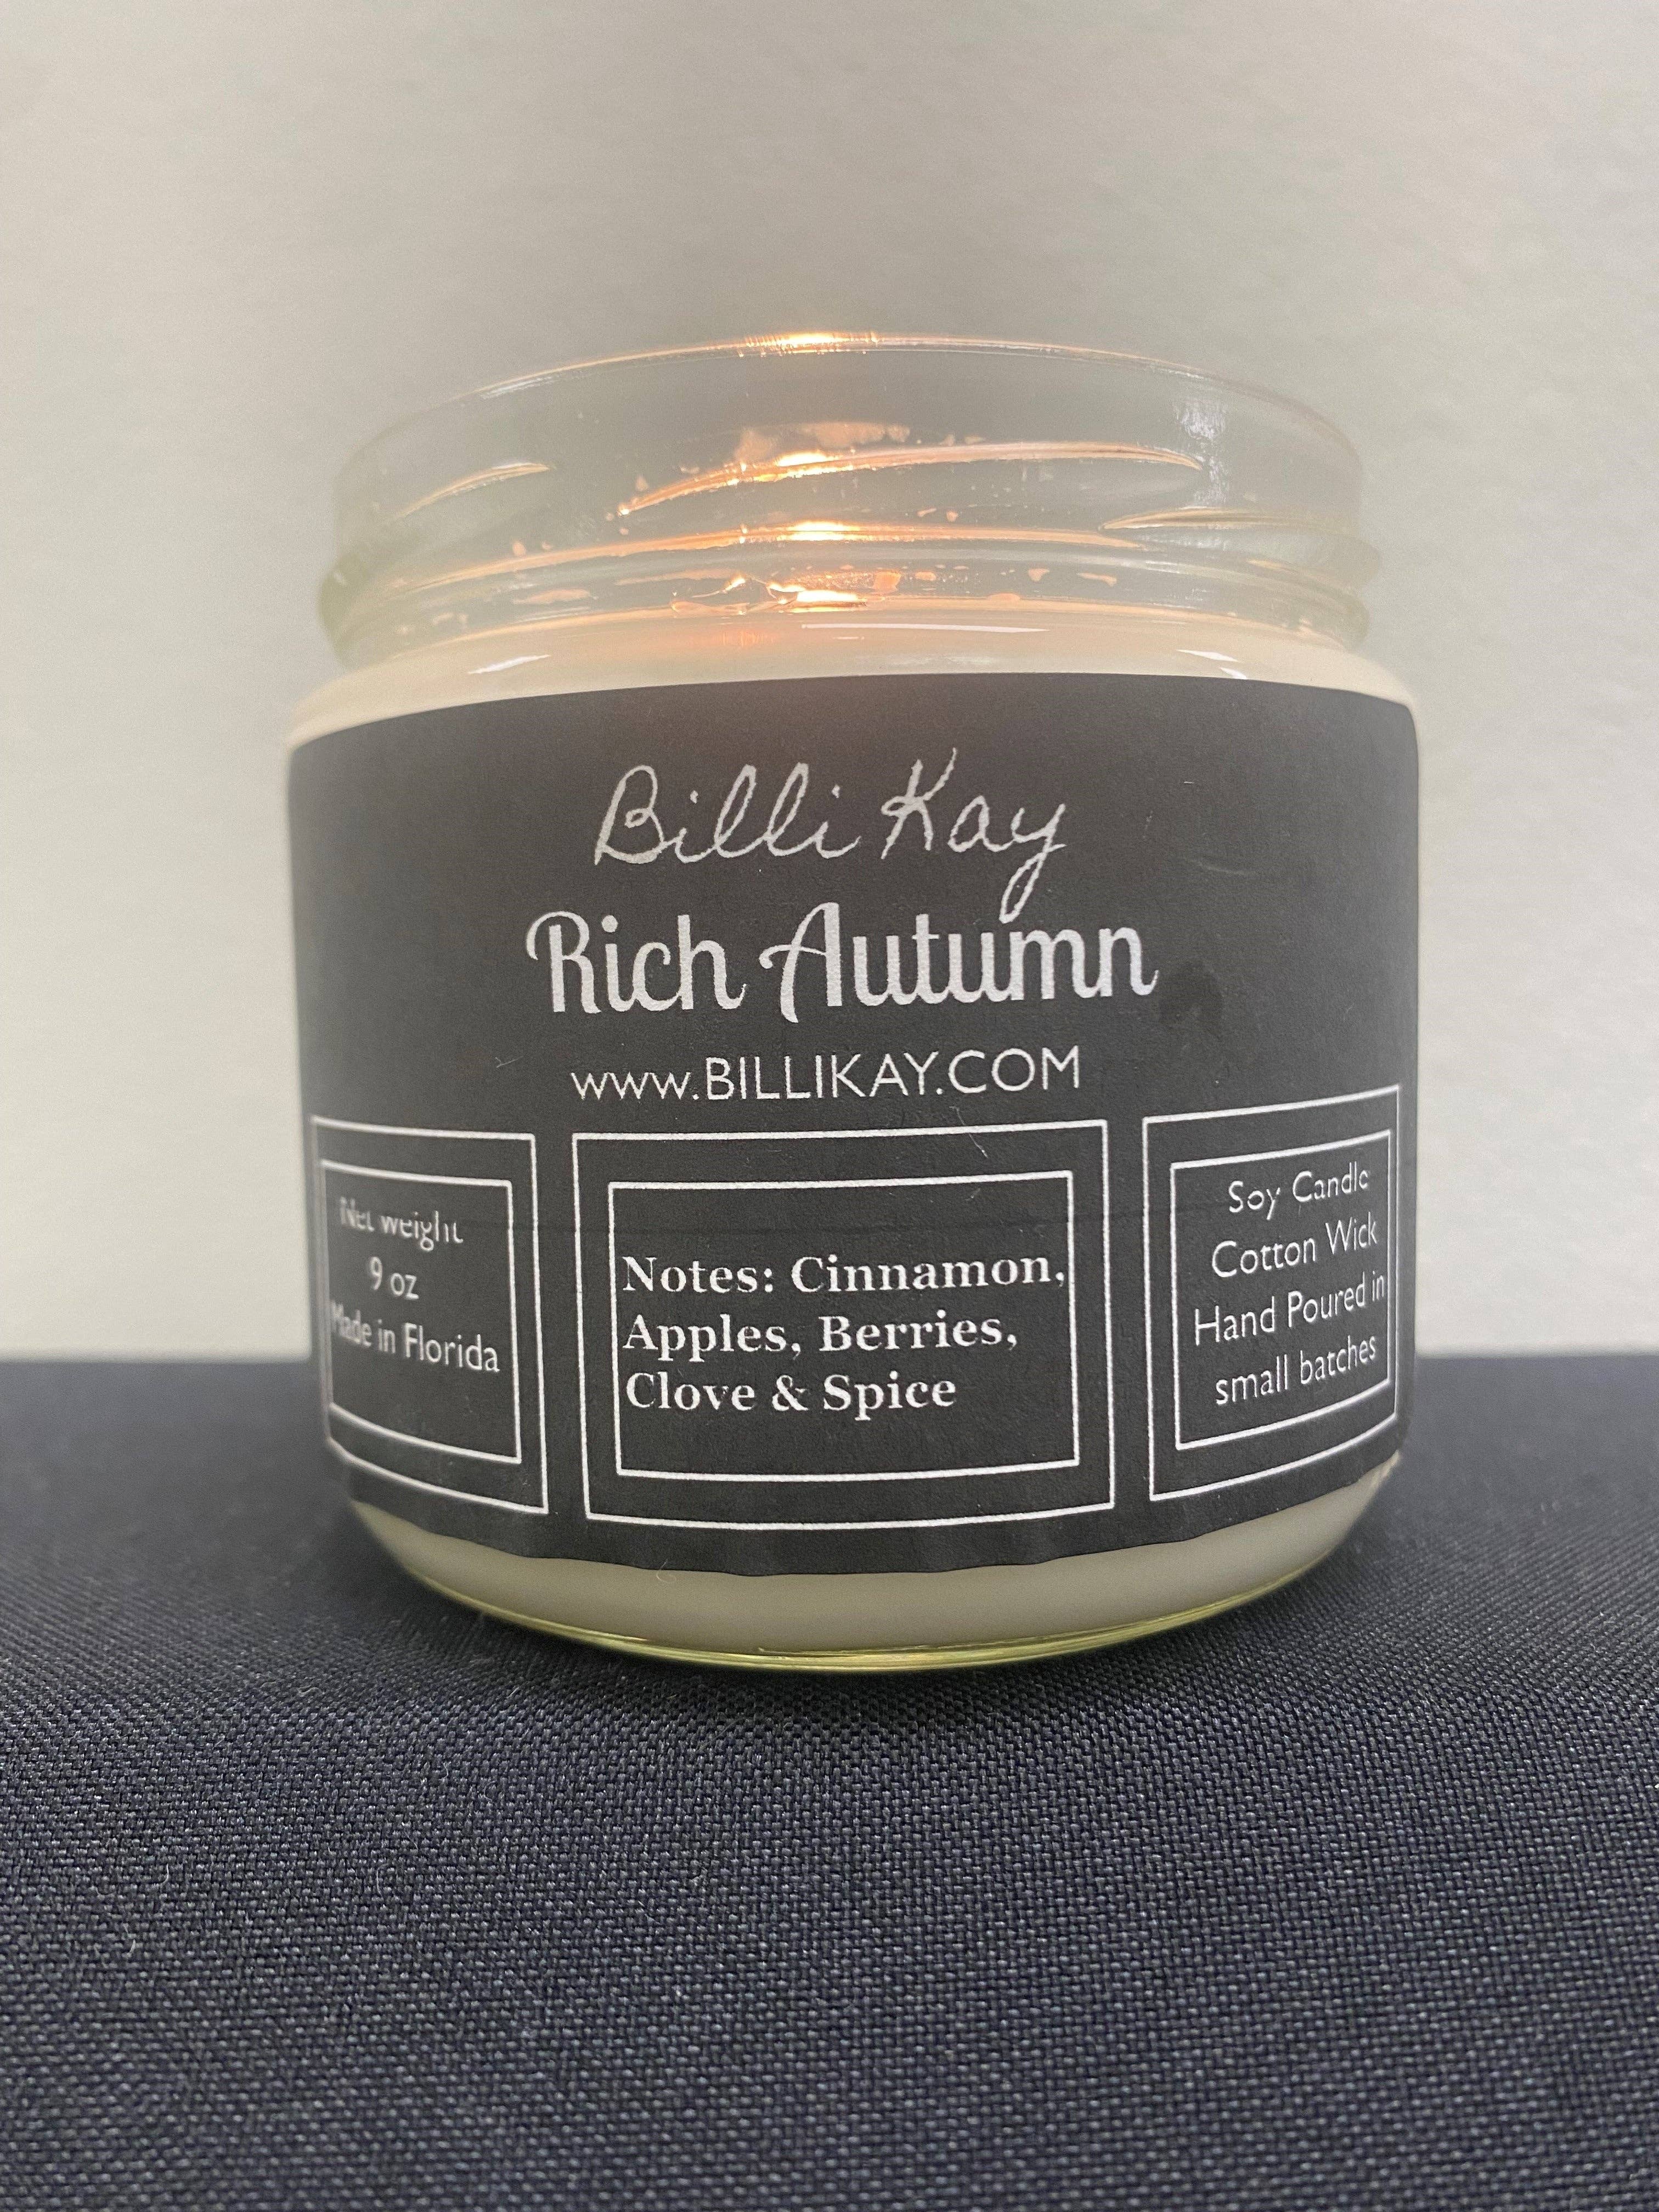 Billi Kay
Rich Autumn
www.BILLIKAY.COM
Net weight
9 oz
Made in Florida
Notes: Cinnamon,
Apples, Berries,
Clove & Spice
Soy Candle
Cotton Wick
Hand Poured in
small batches